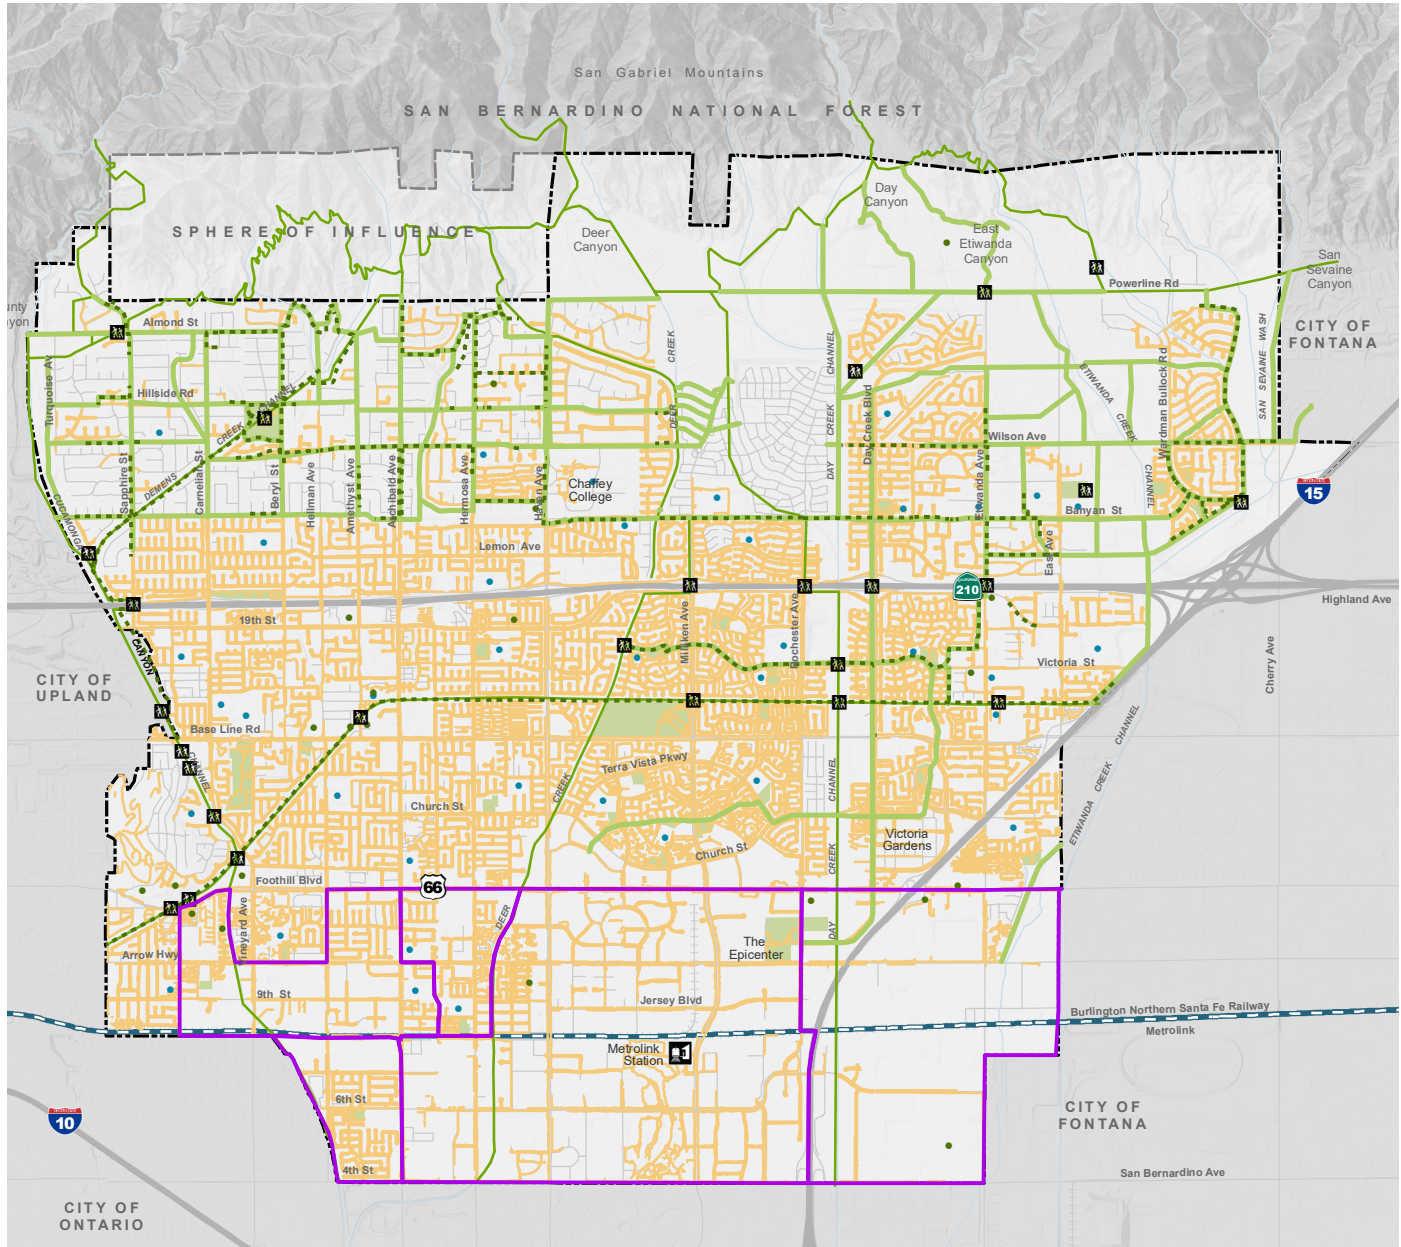 San Gabriel Mountains
SAN BERNARDINO NATIONAL FOREST
Day
Canyon
SPHERE OF INFLUENCE
Deer
Canyon
East
Etiwanda
Canyon
San
Sevaine
Canyon
Powerline Rd
Almond St
CITY OF
FONTANA
SAN SEVAINE WASH
CREEK
CHANNEL
Turquoise Av
Hillside Rd
CHANNEL
CREEK
DEMENS
DEER
CREEK
DAY
Day Creek Blvd
ETIWANDA
CREEK
CHANNEL
Wardman Bullock Rd
Wilson Ave
Sapphire St
Carnelian St
Beryl St
Hellman Ave
Amethyst Ave
Archibald Ave
Hermosa Ave
Haven Ave
Chaffey
College
Etiwanda Ave
INTERSTATE
15
Banyan St
CUCAMONGA
Lemon Ave
East Ave
CALIFORNIA
210
Highland Ave
19th St
Milliken Ave
Rochester Ave
CANYON
Victoria St
Cherry Ave
CITY OF
UPLAND
Base Line Rd
CHANNEL
Terra Vista Pkwy
CREEK
CHANNEL
ETIWANDA CREEK CHANNEL
Church St
Victoria
Gardens
Church St
CREEK
Foothill Blvd
66
Vineyard Ave
DEER
DAY
The
Epicenter
Arrow Hwy
9th St
Jersey Blvd
Burlington Northern Santa Fe Railway
Metrolink
Metrolink
Station
6th St
INTERSTATE
10
CITY OF
FONTANA
4th St
San Bernardino Ave
CITY OF
ONTARIO